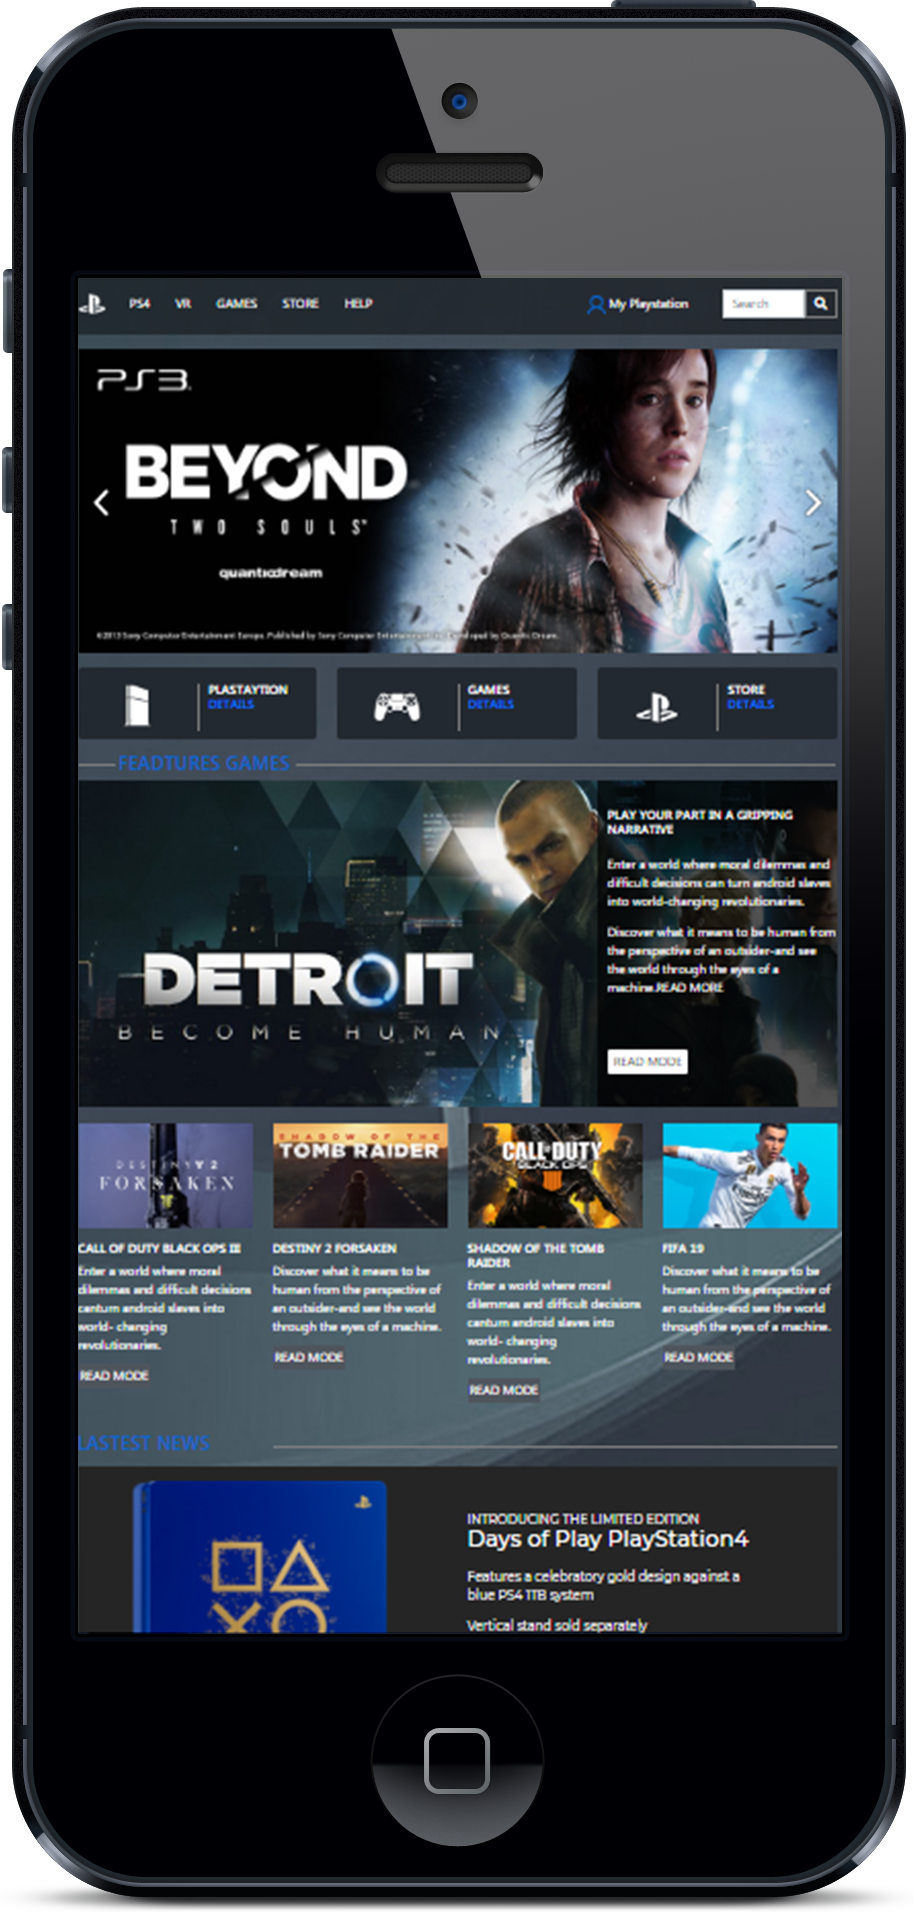 PS4 VR GAMES STORE HELP My Playstation Search
PS3
BEYOND
TWO SOULS™
quanticdream
©2013 Sony Computer Entertainment Europe. Published by Sony Computer Entertainment Inc. Developed by Quantic Dream.
PLASTAYTION
DETAILS
GAMES
DETAILS
STORE
DETAILS
FEADTURES GAMES
DETROIT
BECOME HUMAN
PLAY YOUR PART IN A GRIPPING
NARRATIVE
Enter a world where moral dilemmas and
difficult decisions can turn android slaves
into world-changing revolutionaries.
Discover what it means to be human from
the perspective of an outsider-and see
the world through the eyes of a
machine.READ MORE
READ MODE
DESTINY 2
FORSAKEN
CALL OF DUTY BLACK OPS III
Enter a world where moral
dilemmas and difficult decisions
canturn android slaves into
world- changing
revolutionaries.
READ MODE
SHADOW OF THE
TOMB RAIDER
DESTINY 2 FORSAKEN
Discover what it means to be
human from the perspective of
an outsider-and see the world
through the eyes of a machine.
READ MODE
CALL OF DUTY
BLACK OPS
IIII
SHADOW OF THE TOMB
RAIDER
Enter a world where moral
dilemmas and difficult decisions
canturn android slaves into
world- changing
revolutionaries.
READ MODE
FIFA 19
Discover what it means to be
human from the perspective of
an outsider-and see the world
through the eyes of a machine.
READ MODE
LASTEST NEWS
INTRODUCING THE LIMITED EDITION
Days of Play PlayStation4
Features a celebratory gold design against a
blue PS4 1TB system
Vertical stand sold separately